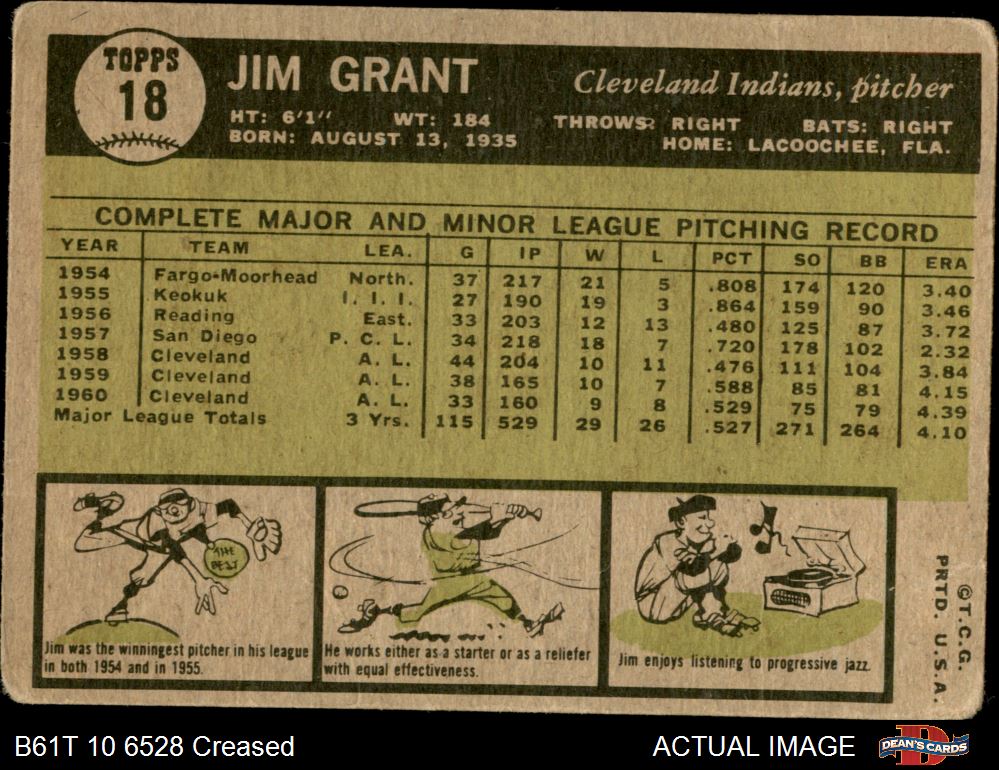 TOPPS
18
JIM GRANT
Cleveland Indians, pitcher
HT: 6'1" WT: 184 THROWS: RIGHT BATS: RIGHT
BORN: AUGUST 13, 1935 HOME: LACOOCHEE, FLA.
COMPLETE MAJOR AND MINOR LEAGUE PITCHING RECORD
YEAR TEAM LEA. G IP W L PCT SO BB ERA
1954 Fargo-Moorhead North. 37 217 21 5 .808 174 120 3.40
1955 Keokuk I. I. I. 27 190 19 3 .864 159 90 3.46
1956 Reading East. 33 203 12 13 .480 125 87 3.72
1957 San Diego P. C. L. 34 218 18 7 .720 178 102 2.32
1958 Cleveland A. L. 44 204 10 11 .476 111 104 3.84
1959 Cleveland A. L. 38 165 10 7 .588 85 81 4.15
1960 Cleveland A. L. 33 160 9 8 .529 75 79 4.39
Major League Totals 3 Yrs. 115 529 29 26 .527 271 264 4.10
THE
BEST
Jim was the winningest pitcher in his league
in both 1954 and in 1955.
He works either as a starter or as a reliefer
with equal effectiveness.
Jim enjoys listening to progressive jazz.
©T.C.G.
PRTD. U.S.A.
B61T 10 6528 Creased
ACTUAL IMAGE
D
DEAN'S CARDS